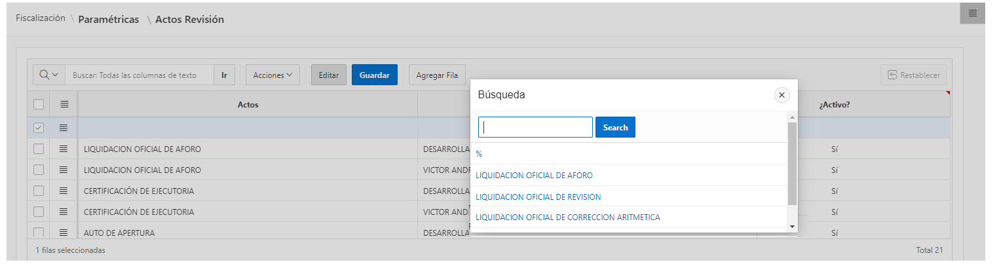 Fiscalización \ Paramétricas \ Actos Revisión
Buscar: Todas las columnas de texto Ir Acciones Editar Guardar Agregar Fila Restablecer
Búsqueda
Actos ¿Activo?
Search
LIQUIDACION OFICIAL DE AFORO DESARROLLA Sí
%
LIQUIDACION OFICIAL DE AFORO VICTOR AND Sí
LIQUIDACION OFICIAL DE AFORO
CERTIFICACIÓN DE EJECUTORIA DESARROLLA Sí
LIQUIDACION OFICIAL DE REVISION
CERTIFICACIÓN DE EJECUTORIA VICTOR AND Sí
LIQUIDACION OFICIAL DE CORRECCION ARITMETICA
AUTO DE APERTURA DESARROLLA Sí
1 filas seleccionadas Total 21